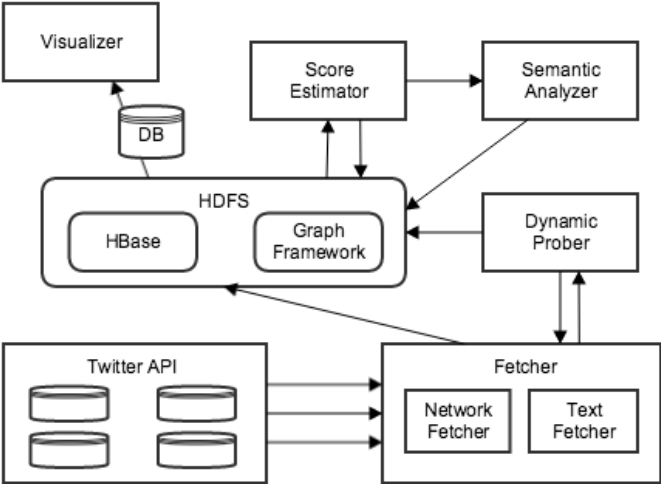 Visualizer
Score
Estimator
Semantic
Analyzer
DB
HDFS
HBase
Graph
Framework
Dynamic
Prober
Twitter API
Fetcher
Network
Fetcher
Text
Fetcher